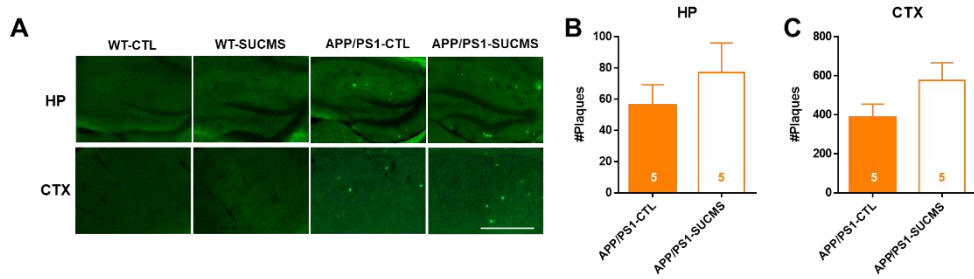 A
WT-CTL WT-SUCMS APP/PS1-CTL APP/PS1-SUCMS
HP
CTX
B
HP
#Plaques
100
80
60
40
20
0
5 5
APP/PS1-CTL
APP/PS1-SUCMS
C
CTX
#Plaques
800
600
400
200
0
5 5
APP/PS1-CTL
APP/PS1-SUCMS